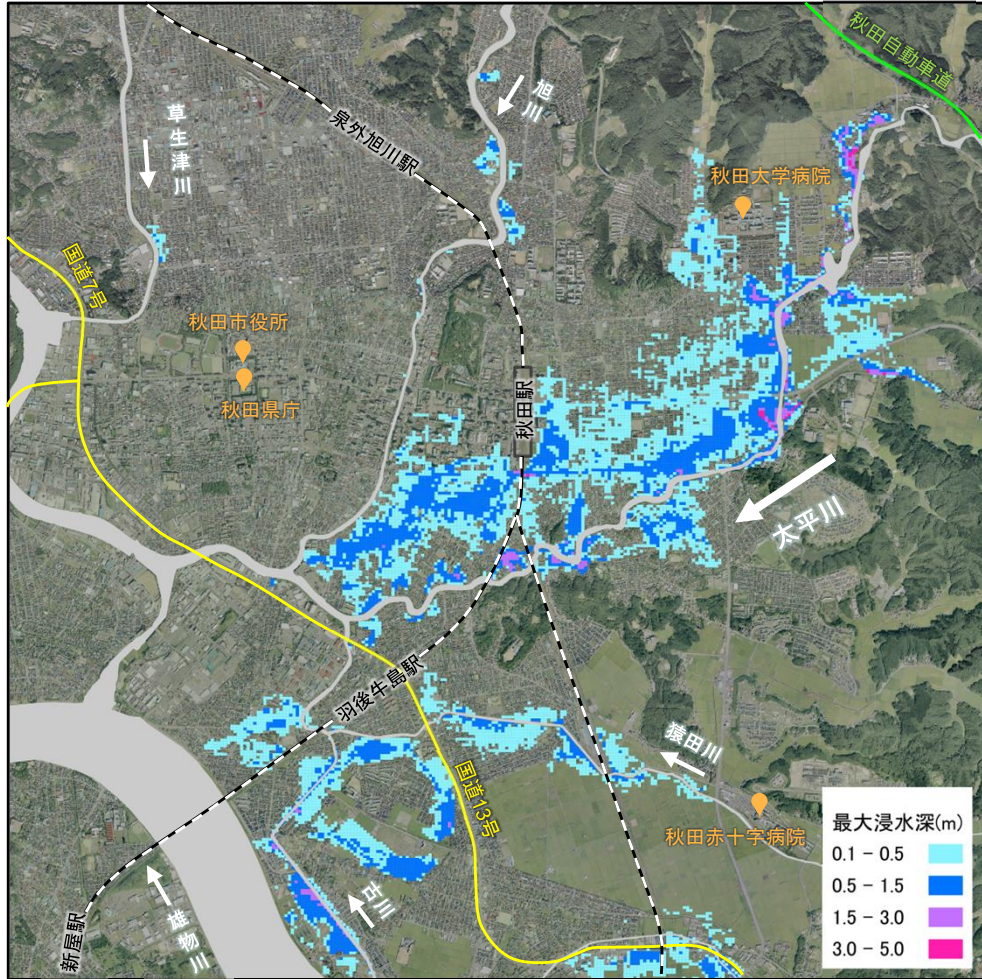 秋田自動車道
旭川
草生津川
泉外旭川駅
秋田大学病院
国道7号
秋田市役所
秋田県庁
秋田駅
太平川
羽後牛島駅
猿田川
国道13号
秋田赤十字病院
古川
雄物川
新屋駅
最大浸水深(m)
0.1 - 0.5
0.5 - 1.5
1.5 - 3.0
3.0 - 5.0